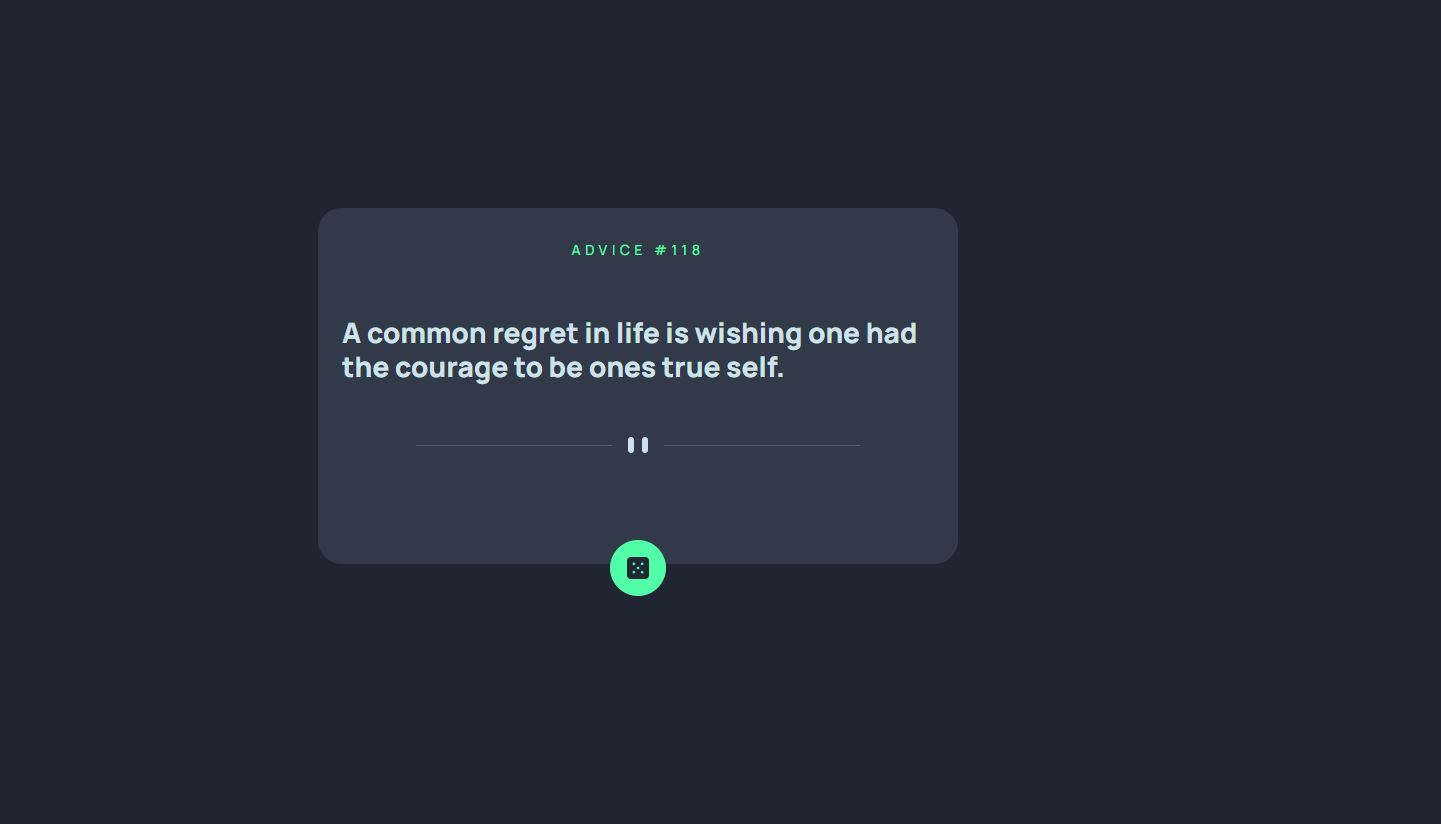 ADVICE #118
A common regret in life is wishing one had
the courage to be ones true self.